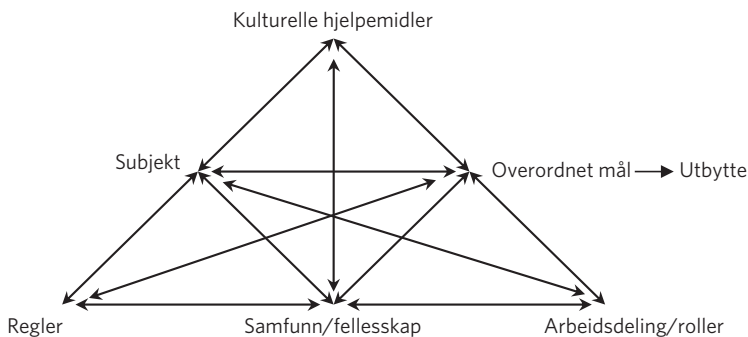 Kulturelle hjelpemidler
Subjekt
Overordnet mål
Utbytte
Regler
Samfunn/fellesskap
Arbeidsdeling/roller